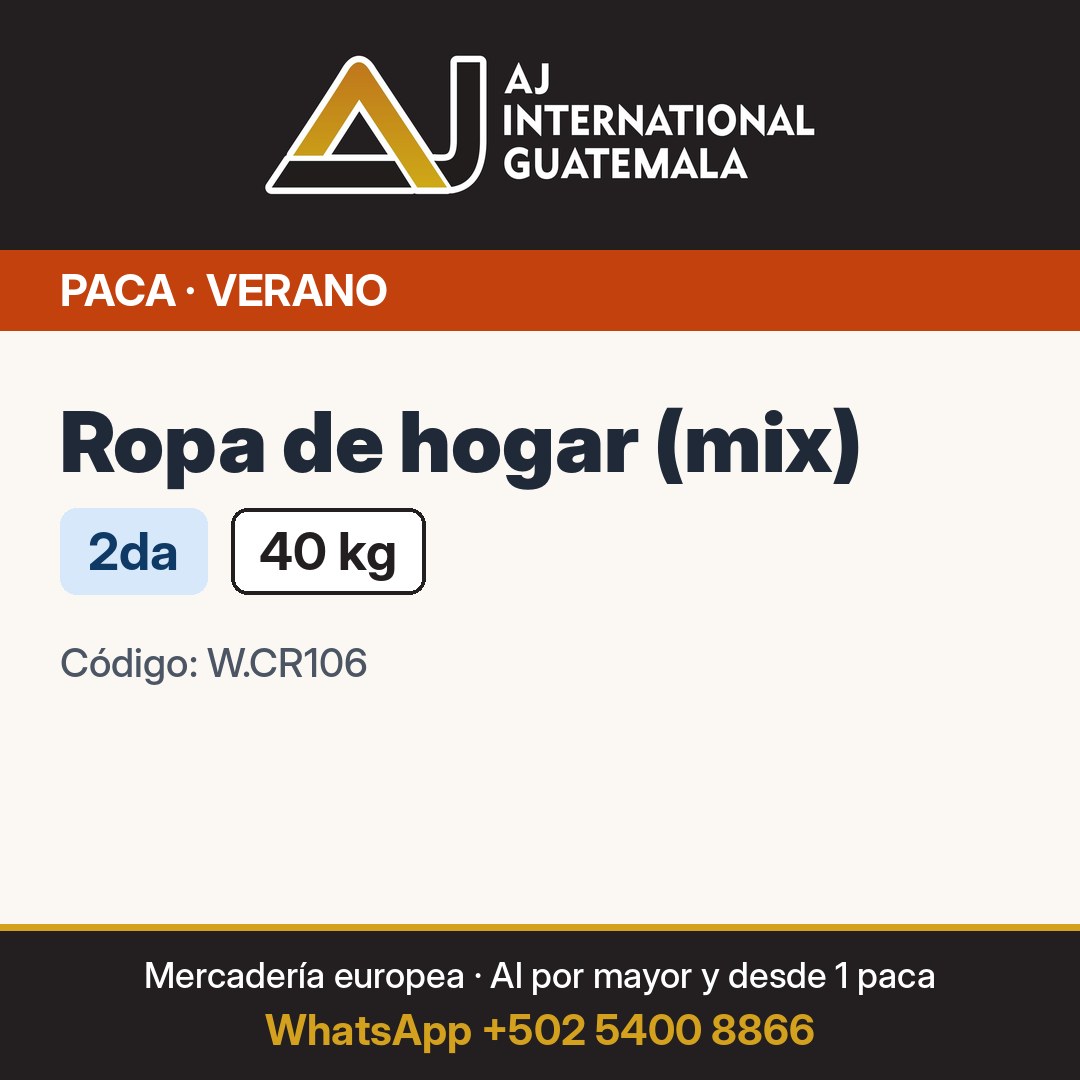 AJ
INTERNATIONAL
GUATEMALA
PACA · VERANO
Ropa de hogar (mix)
2da
40 kg
Código: W.CR106
Mercadería europea · Al por mayor y desde 1 paca
WhatsApp +502 5400 8866